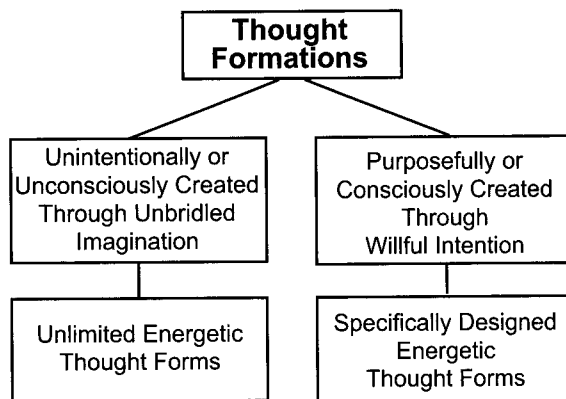 Thought
Formations
Unintentionally or
Unconsciously Created
Through Unbridled
Imagination
Purposefully or
Consciously Created
Through
Willful Intention
Unlimited Energetic
Thought Forms
Specifically Designed
Energetic
Thought Forms